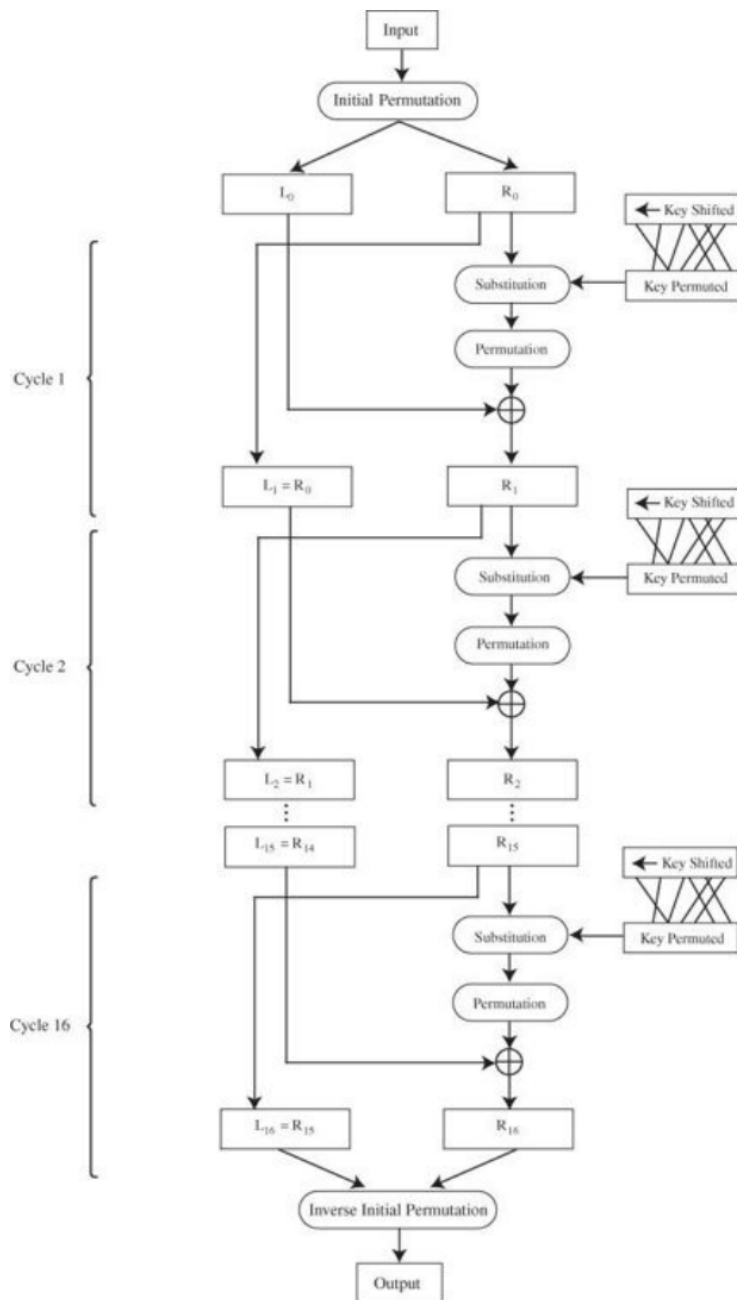 Input
Initial Permutation
L₀ R₀
Key Shifted
Substitution
Key Permuted
Permutation
Cycle 1
L₁ = R₀ R₁
Key Shifted
Substitution
Key Permuted
Permutation
Cycle 2
L₂ = R₁ R₂
L₁₅ = R₁₄ R₁₅
Key Shifted
Substitution
Key Permuted
Permutation
Cycle 16
L₁₆ = R₁₅ R₁₆
Inverse Initial Permutation
Output